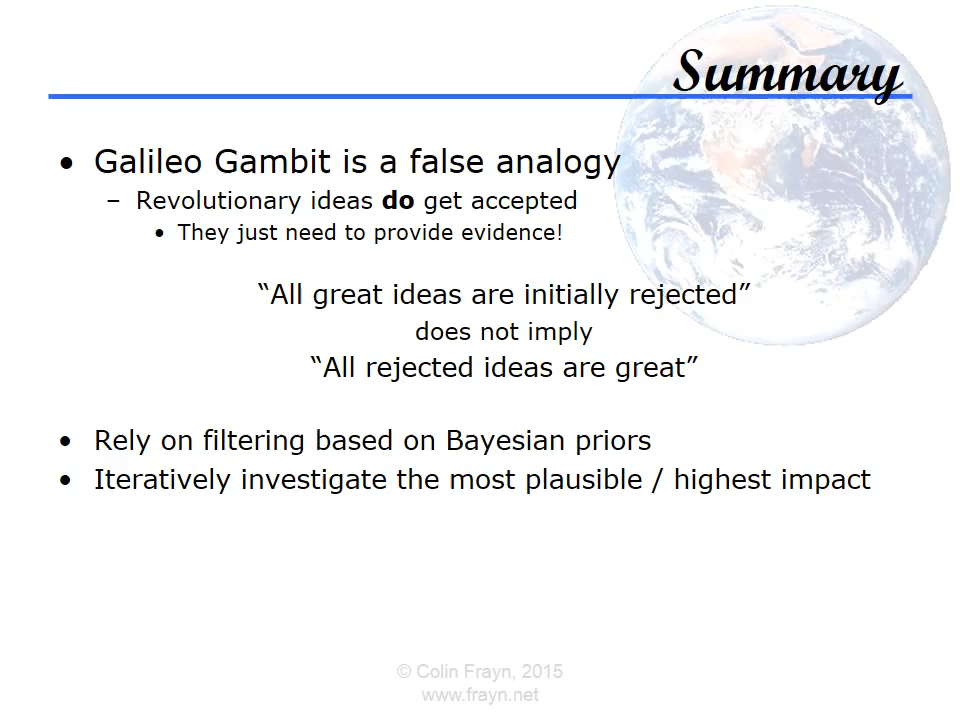 Summary
• Galileo Gambit is a false analogy
– Revolutionary ideas do get accepted
• They just need to provide evidence!
“All great ideas are initially rejected”
does not imply
“All rejected ideas are great”
• Rely on filtering based on Bayesian priors
• Iteratively investigate the most plausible / highest impact
© Colin Frayn, 2015
www.frayn.net